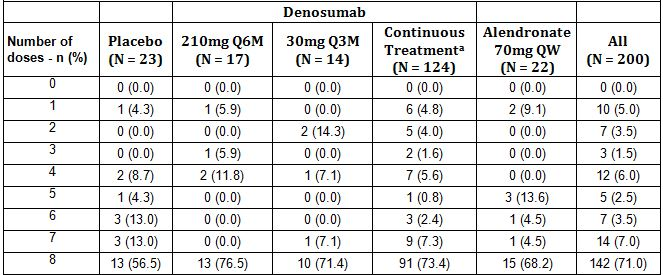 Denosumab
Number of doses - n (%) Placebo (N = 23) 210mg Q6M (N = 17) 30mg Q3M (N = 14) Continuous Treatmentᵃ (N = 124) Alendronate 70mg QW (N = 22) All (N = 200)
0 0 (0.0) 0 (0.0) 0 (0.0) 0 (0.0) 0 (0.0) 0 (0.0)
1 1 (4.3) 1 (5.9) 0 (0.0) 6 (4.8) 2 (9.1) 10 (5.0)
2 0 (0.0) 0 (0.0) 2 (14.3) 5 (4.0) 0 (0.0) 7 (3.5)
3 0 (0.0) 1 (5.9) 0 (0.0) 2 (1.6) 0 (0.0) 3 (1.5)
4 2 (8.7) 2 (11.8) 1 (7.1) 7 (5.6) 0 (0.0) 12 (6.0)
5 1 (4.3) 0 (0.0) 0 (0.0) 1 (0.8) 3 (13.6) 5 (2.5)
6 3 (13.0) 0 (0.0) 0 (0.0) 3 (2.4) 1 (4.5) 7 (3.5)
7 3 (13.0) 0 (0.0) 1 (7.1) 9 (7.3) 1 (4.5) 14 (7.0)
8 13 (56.5) 13 (76.5) 10 (71.4) 91 (73.4) 15 (68.2) 142 (71.0)